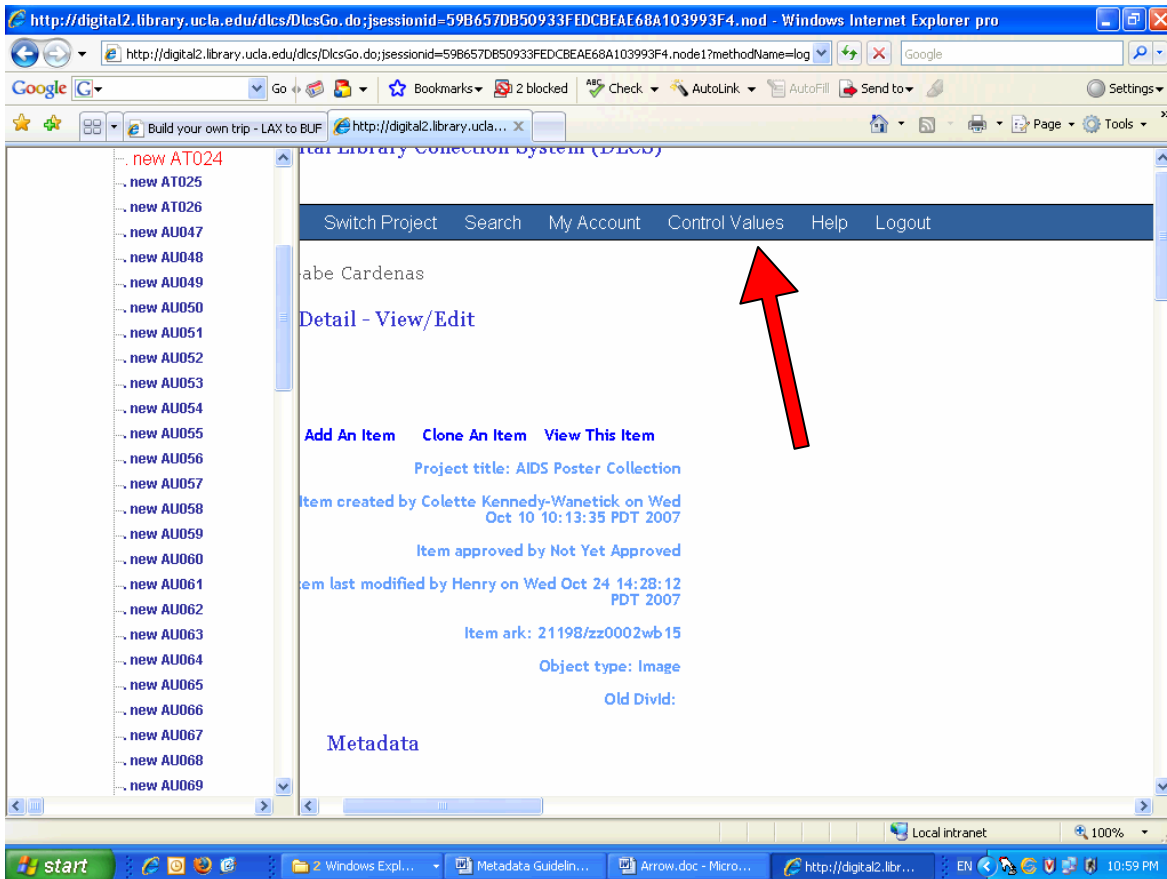 http://digital2.library.ucla.edu/dlcs/DlcsGo.do;jsessionid=59B657DB50933FEDCBEAE68A103993F4.nod - Windows Internet Explorer pro
http://digital2.library.ucla.edu/dlcs/DlcsGo.do;jsessionid=59B657DB50933FEDCBEAE68A103993F4.node1?methodName=log
Google
Google G Go Bookmarks 2 blocked ABC Check AutoLink AutoFill Send to Settings
Build your own trip - LAX to BUF http://digital2.library.ucla... X Page Tools »
. new AT024
. new AT025
. new AT026
. new AU047
. new AU048
. new AU049
. new AU050
. new AU051
. new AU052
. new AU053
. new AU054
. new AU055
. new AU056
. new AU057
. new AU058
. new AU059
. new AU060
. new AU061
. new AU062
. new AU063
. new AU064
. new AU065
. new AU066
. new AU067
. new AU068
. new AU069
ital Library Collection System (DLCS)
Switch Project Search My Account Control Values Help Logout
abe Cardenas
Detail - View/Edit
Add An Item Clone An Item View This Item
Project title: AIDS Poster Collection
Item created by Colette Kennedy-Wanetick on Wed
Oct 10 10:13:35 PDT 2007
Item approved by Not Yet Approved
em last modified by Henry on Wed Oct 24 14:28:12
PDT 2007
Item ark: 21198/zz0002wb15
Object type: Image
Old DivId:
Metadata
Local intranet 100%
start 2 Windows Expl... Metadata Guidelin... Arrow.doc - Micro... http://digital2.libr... EN 10:59 PM